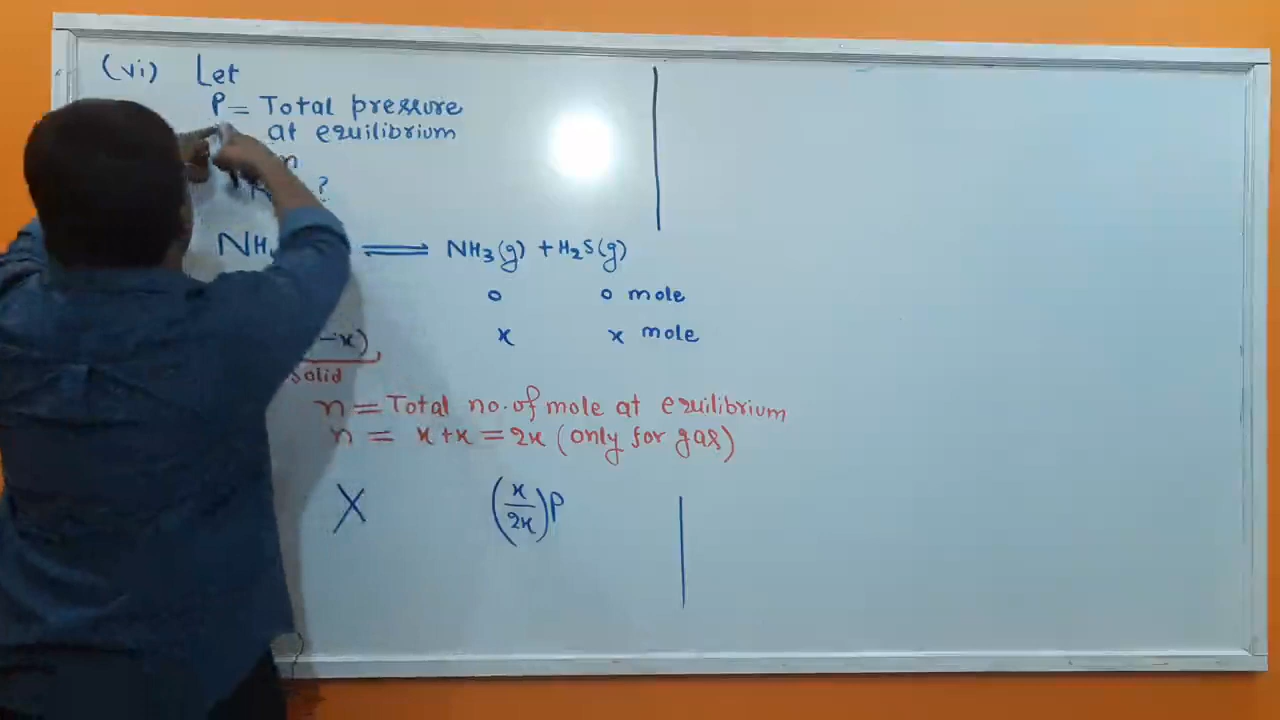 (vi) Let
P = Total pressure
at equilibrium
?
NH ⇌ NH₃(g) + H₂S(g)
0 0 mole
x x mole
-x)
solid
n = Total no. of mole at equilibrium
n = x+x = 2x (only for gas)
X (x/2x)P